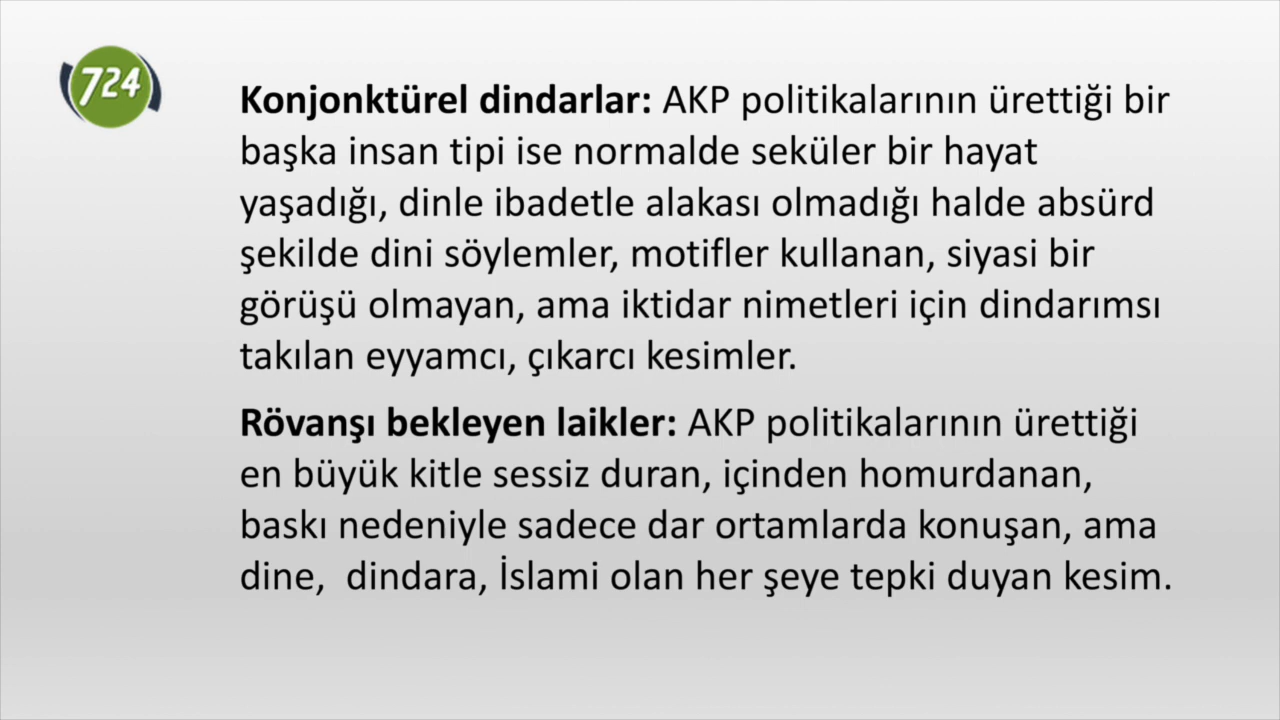 724
Konjonktürel dindarlar: AKP politikalarının ürettiği bir
başka insan tipi ise normalde seküler bir hayat
yaşadığı, dinle ibadetle alakası olmadığı halde absürd
şekilde dini söylemler, motifler kullanan, siyasi bir
görüşü olmayan, ama iktidar nimetleri için dindarımsı
takılan eyyamcı, çıkarcı kesimler.
Rövanşı bekleyen laikler: AKP politikalarının ürettiği
en büyük kitle sessiz duran, içinden homurdanan,
baskı nedeniyle sadece dar ortamlarda konuşan, ama
dine,  dindara, İslami olan her şeye tepki duyan kesim.